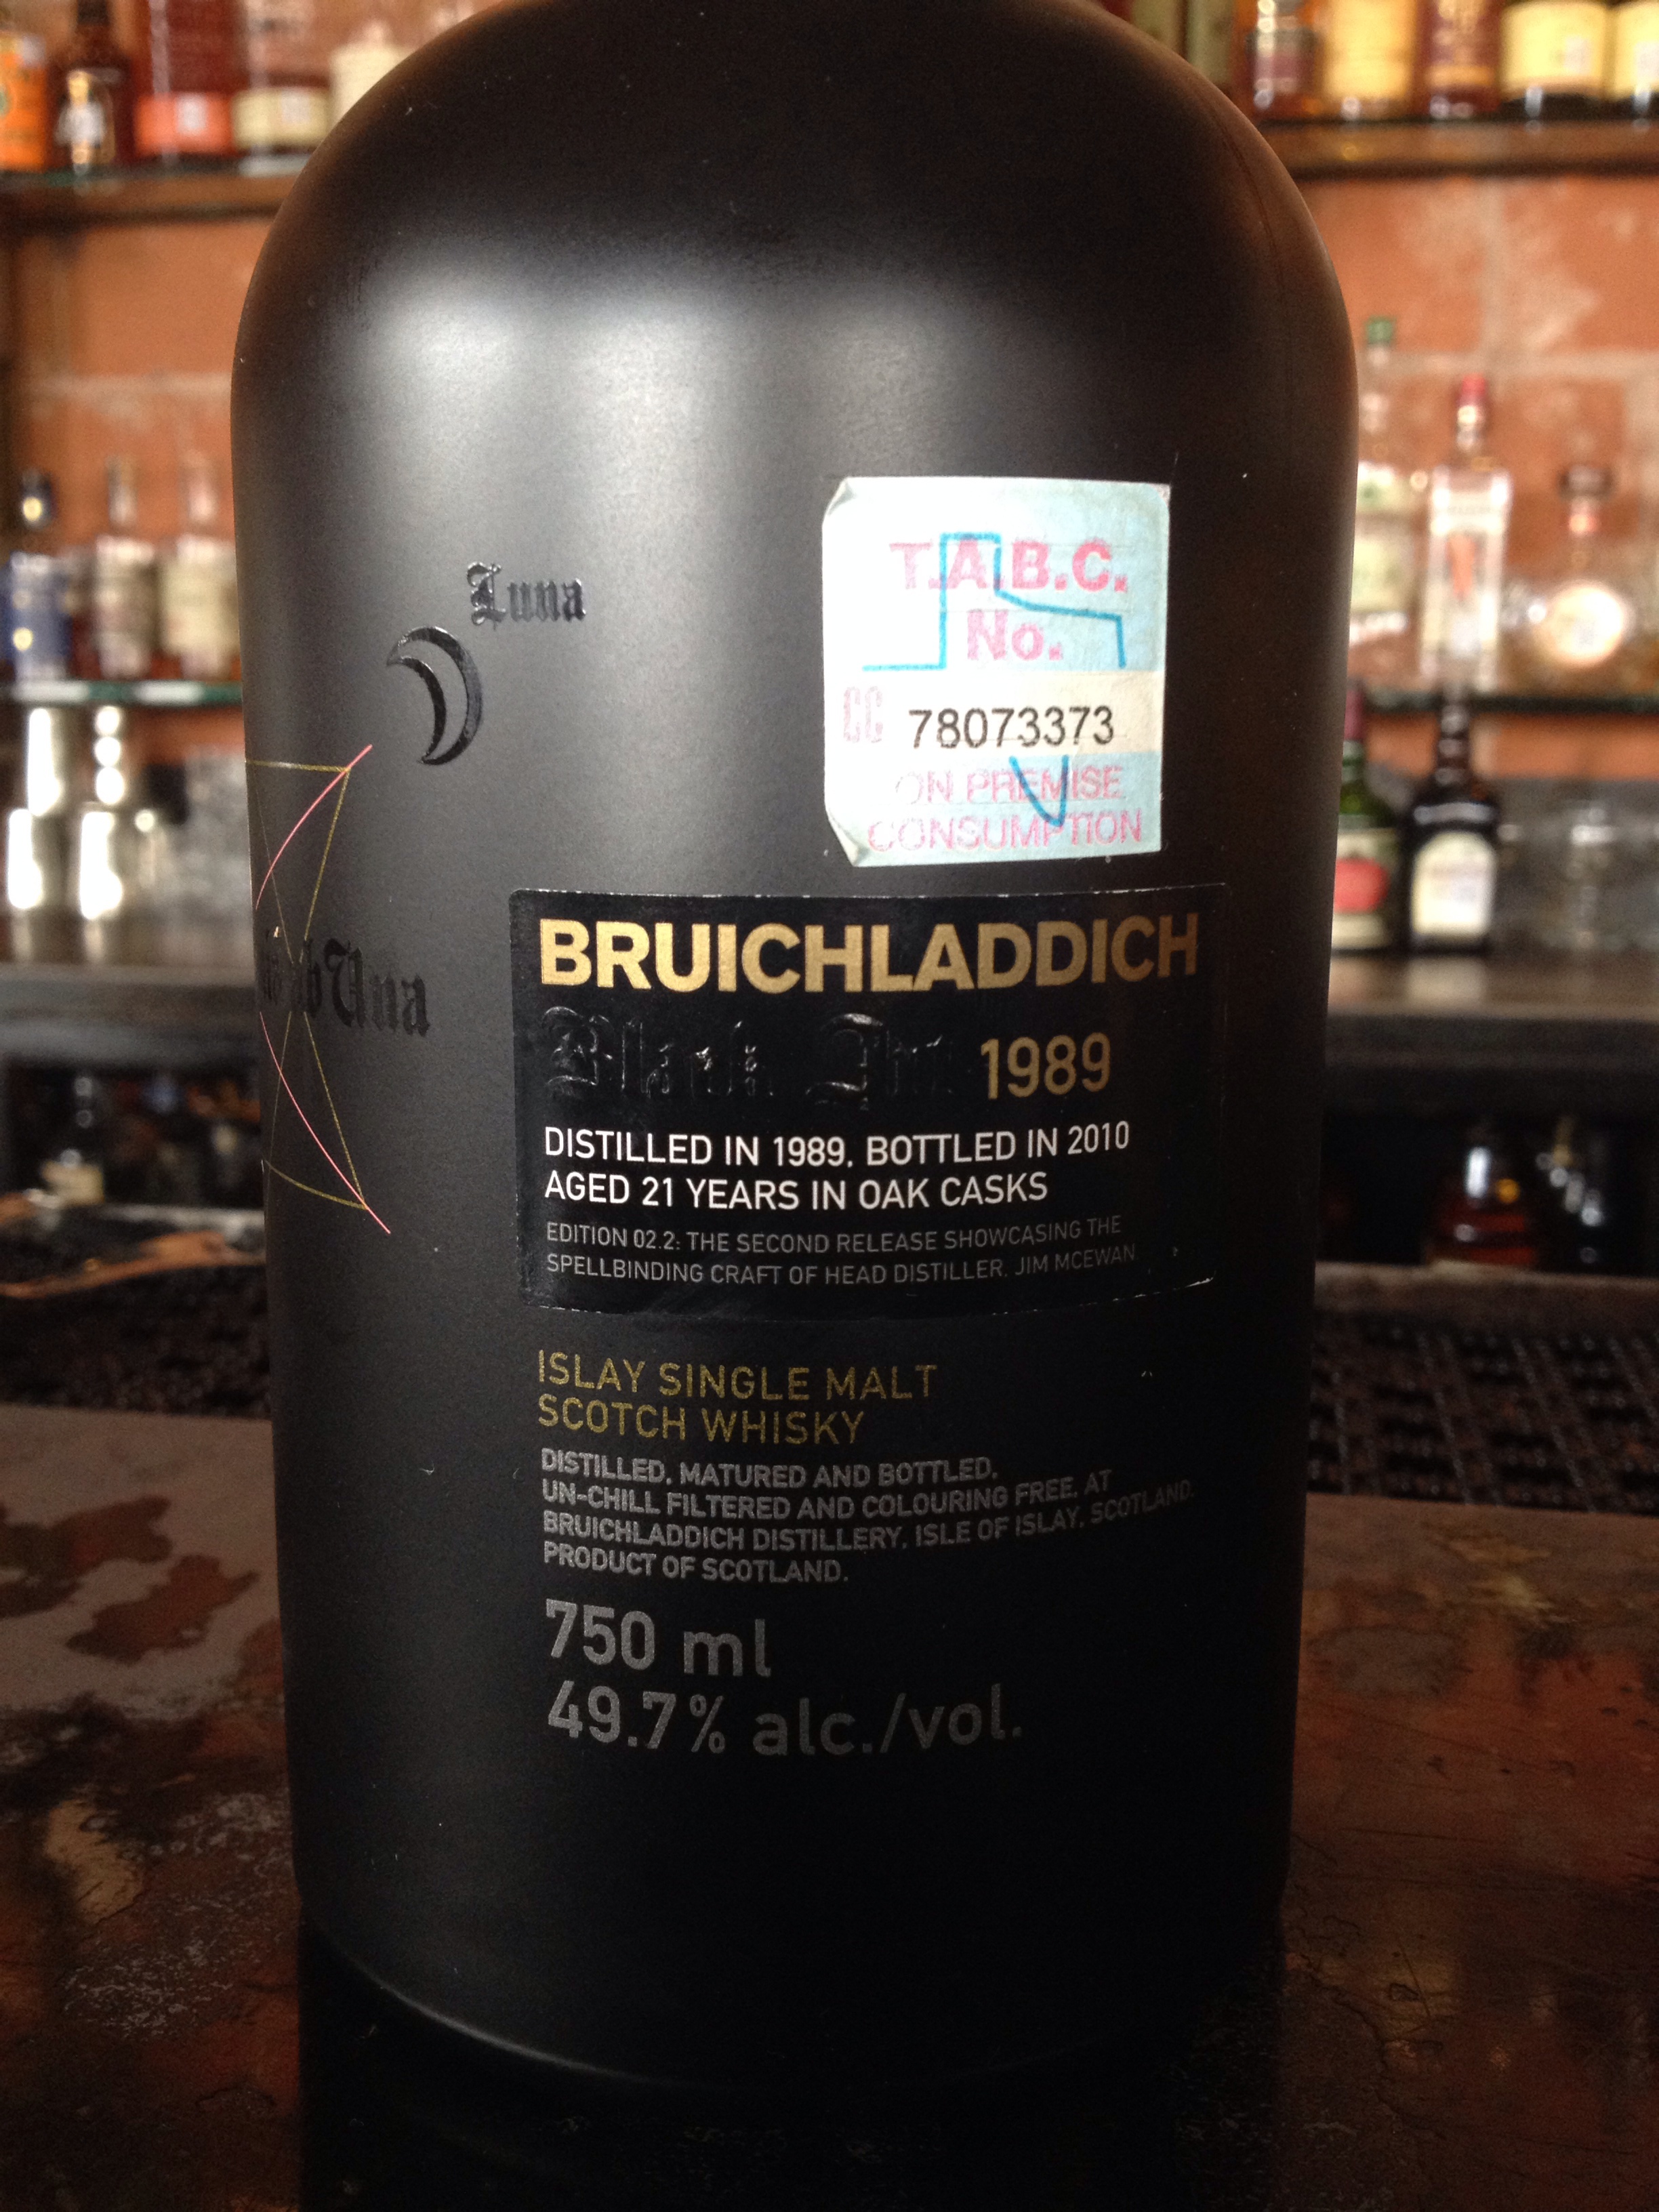 Luna
T.A.B.C.
No.
CC 78073373
ON PREMISE
CONSUMPTION
Una
BRUICHLADDICH
Black Art 1989
DISTILLED IN 1989. BOTTLED IN 2010
AGED 21 YEARS IN OAK CASKS
EDITION 02.2: THE SECOND RELEASE SHOWCASING THE
SPELLBINDING CRAFT OF HEAD DISTILLER, JIM MCEWAN
ISLAY SINGLE MALT
SCOTCH WHISKY
DISTILLED, MATURED AND BOTTLED,
UN-CHILL FILTERED AND COLOURING FREE, AT
BRUICHLADDICH DISTILLERY, ISLE OF ISLAY, SCOTLAND.
PRODUCT OF SCOTLAND.
750 ml
49.7% alc./vol.